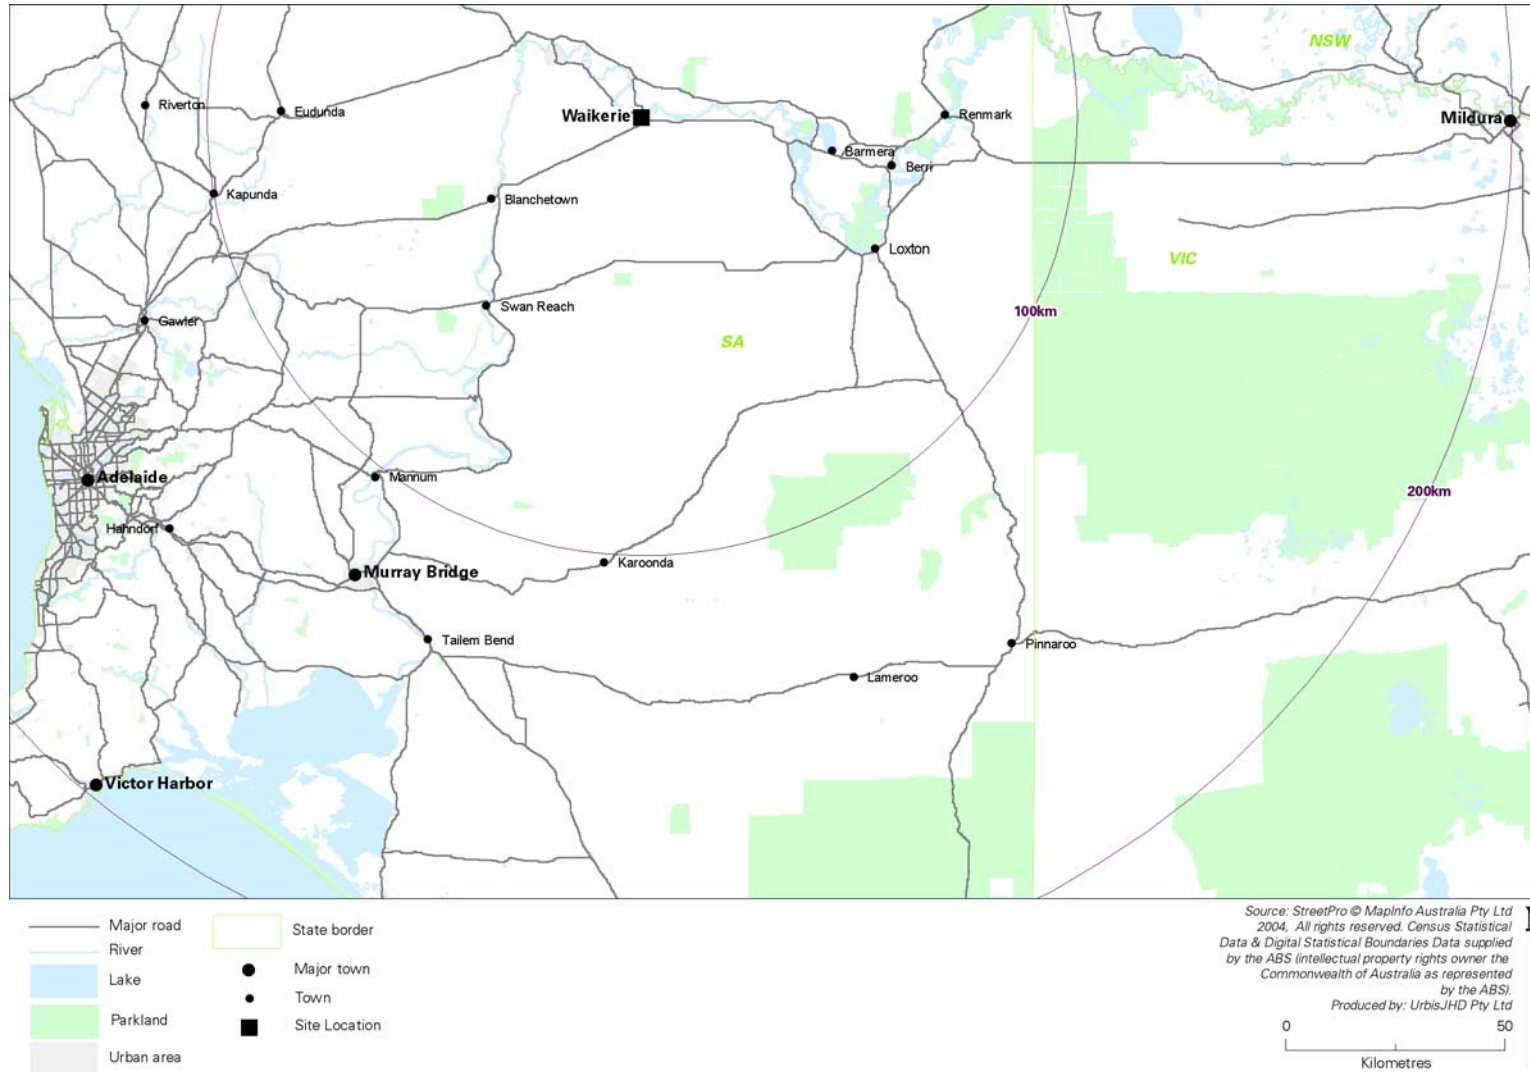 NSW
Riverton
Eudunda
Waikerie
Renmark
Mildura
Barmera
Berri
Kapunda
Blanchetown
Loxton
VIC
Swan Reach
100km
Gawler
SA
Adelaide
Mannum
200km
Hahndorf
Karoonda
Murray Bridge
Tailem Bend
Pinnaroo
Lameroo
Victor Harbor
Major road
River
Lake
Parkland
Urban area
State border
Major town
Town
Site Location
Source: StreetPro © MapInfo Australia Pty Ltd
2004, All rights reserved. Census Statistical
Data & Digital Statistical Boundaries Data supplied
by the ABS (intellectual property rights owner the
Commonwealth of Australia as represented
by the ABS).
Produced by: UrbisJHD Pty Ltd
0 50
Kilometres